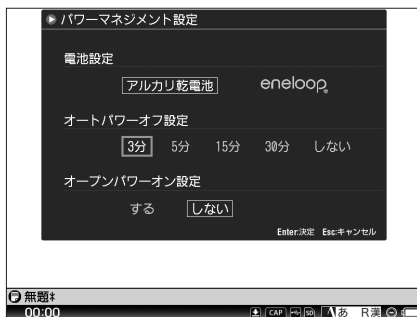 パワーマネジメント設定
電池設定
アルカリ乾電池 eneloop®
オートパワーオフ設定
3分 5分 15分 30分 しない
オープンパワーオン設定
する しない
Enter:決定 Esc:キャンセル
無題*
00:00 CAP SD あ R漢